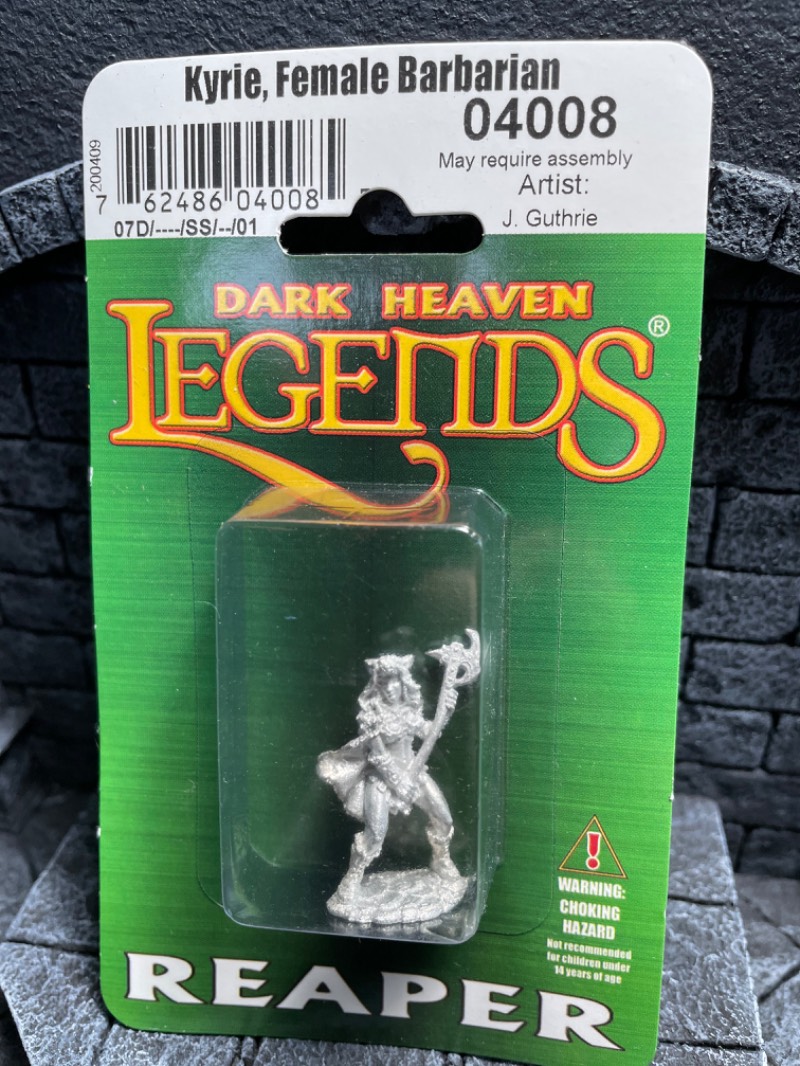 Kyrie, Female Barbarian
04008
May require assembly
Artist:
J. Guthrie
200409
7 62486 04008
07D/----/SS/--/01
DARK HEAVEN
LEGENDS®
WARNING:
CHOKING
HAZARD
Not recommended
for children under
14 years of age
REAPER